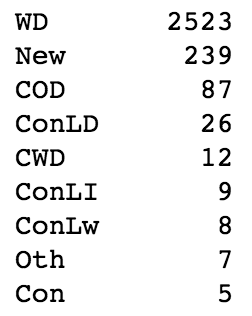 WD 2523
New 239
COD 87
ConLD 26
CWD 12
ConLI 9
ConLw 8
Oth 7
Con 5